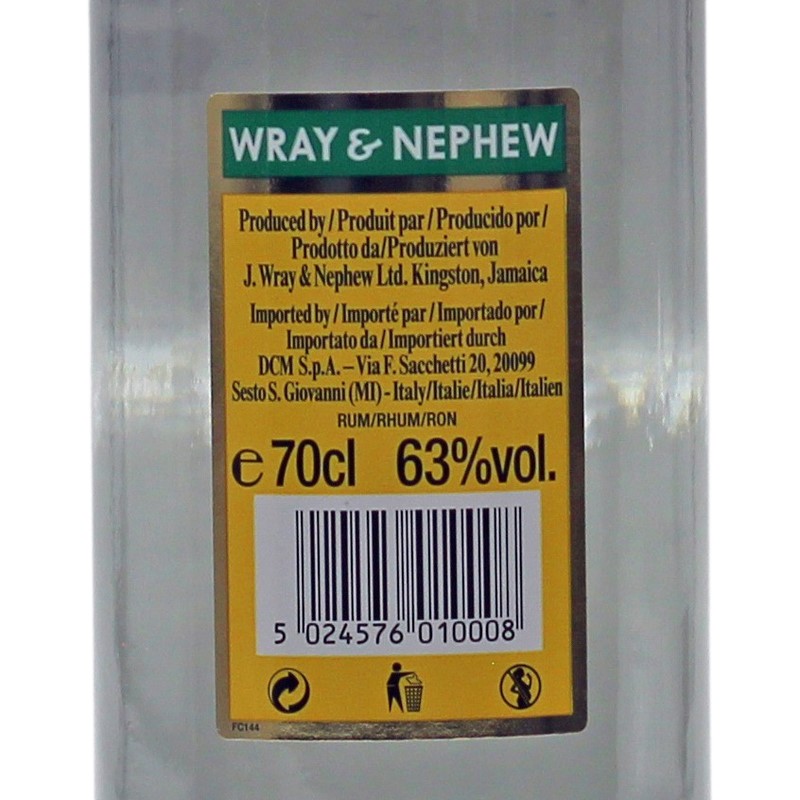 WRAY & NEPHEW
Produced by / Produit par / Producido por /
Prodotto da/Produziert von
J. Wray & Nephew Ltd. Kingston, Jamaica
Imported by / Importé par / Importado por /
Importato da / Importiert durch
DCM S.p.A. – Via F. Sacchetti 20, 20099
Sesto S. Giovanni (MI) - Italy/Italie/Italia/Italien
RUM/RHUM/RON
e 70cl 63%vol.
5 024576 010008
FC144